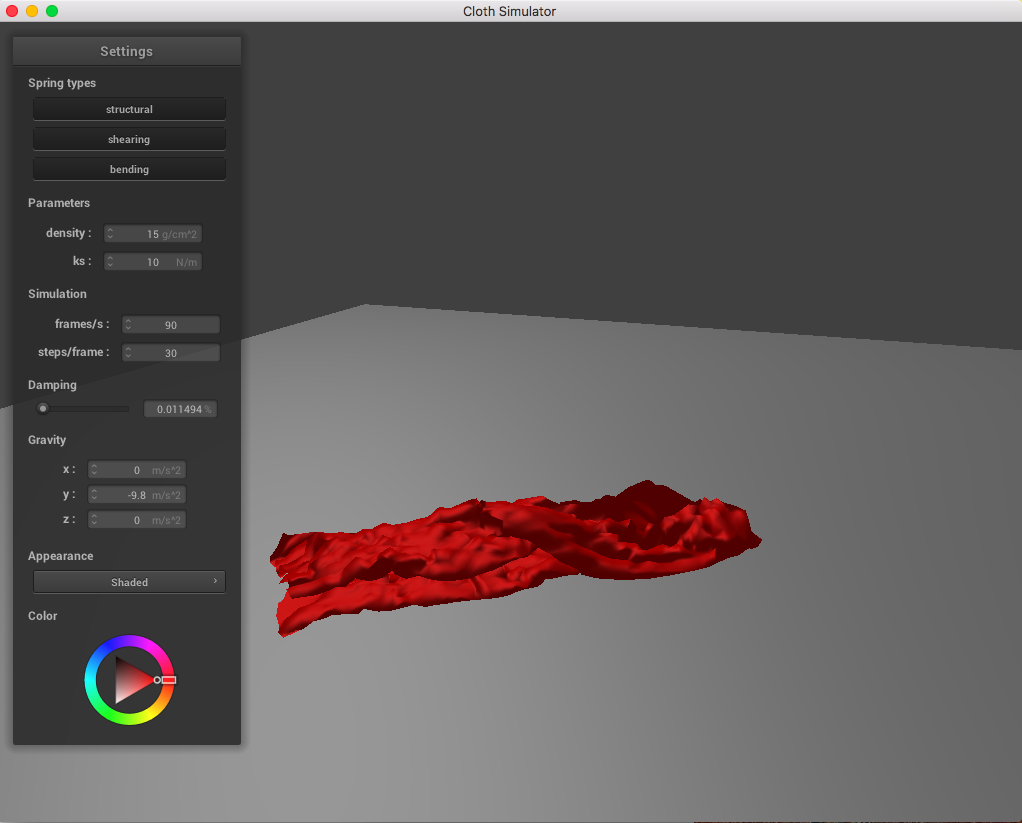 Cloth Simulator
Settings
Spring types
structural
shearing
bending
Parameters
density : 15 g/cm^2
ks : 10 N/m
Simulation
frames/s : 90
steps/frame : 30
Damping
0.011494 %
Gravity
x : 0 m/s^2
y : -9.8 m/s^2
z : 0 m/s^2
Appearance
Shaded ›
Color